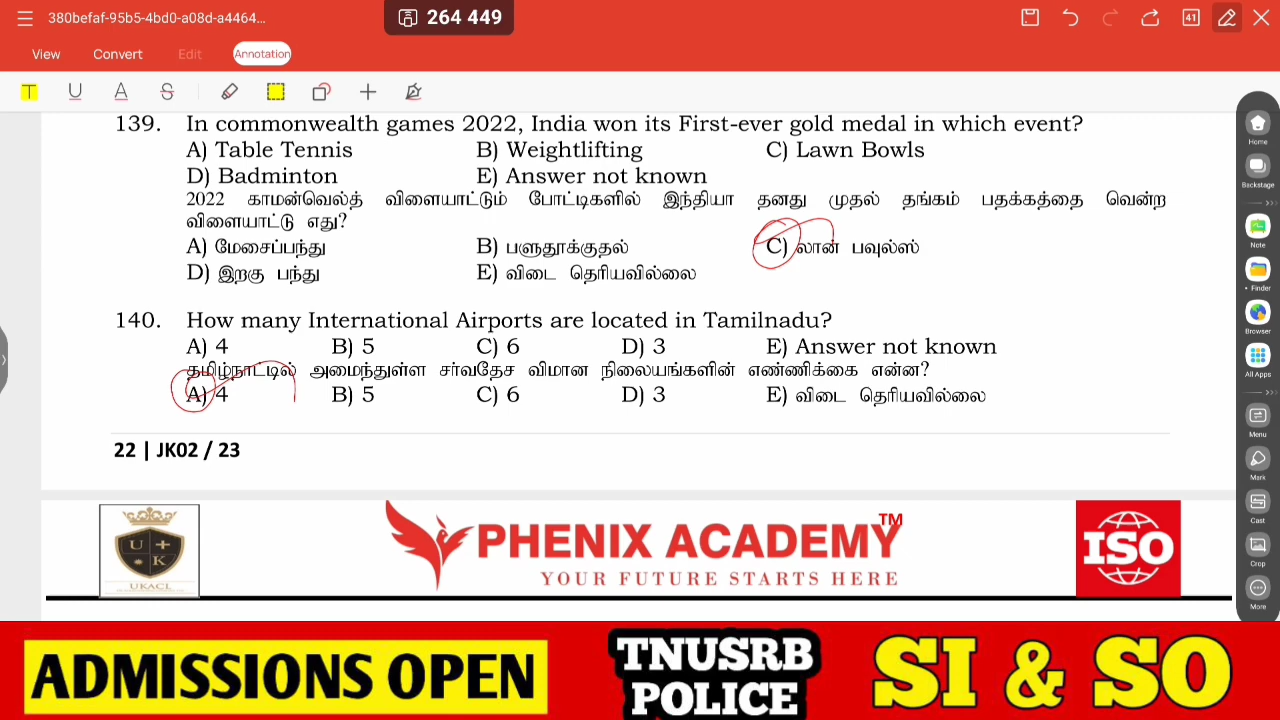 380befaf-95b5-4bd0-a08d-a4464...
264 449
41
View Convert Edit Annotation
T U A S
139. In commonwealth games 2022, India won its First-ever gold medal in which event?
A) Table Tennis B) Weightlifting C) Lawn Bowls
D) Badminton E) Answer not known
2022 காமன்வெல்த் விளையாட்டும் போட்டிகளில் இந்தியா தனது முதல் தங்கம் பதக்கத்தை வென்ற
விளையாட்டு எது?
A) மேசைப்பந்து B) பளுதூக்குதல் C) லான் பவுல்ஸ்
D) இறகு பந்து E) விடை தெரியவில்லை
140. How many International Airports are located in Tamilnadu?
A) 4 B) 5 C) 6 D) 3 E) Answer not known
தமிழ்நாட்டில் அமைந்துள்ள சர்வதேச விமான நிலையங்களின் எண்ணிக்கை என்ன?
A) 4 B) 5 C) 6 D) 3 E) விடை தெரியவில்லை
22 | JK02 / 23
U + K
UKACL
PHENIX ACADEMY TM
YOUR FUTURE STARTS HERE
ISO
Home
Backstage
Note
Finder
Browser
All Apps
Menu
Mark
Cast
Crop
More
ADMISSIONS OPEN
TNUSRB
POLICE
SI & SO